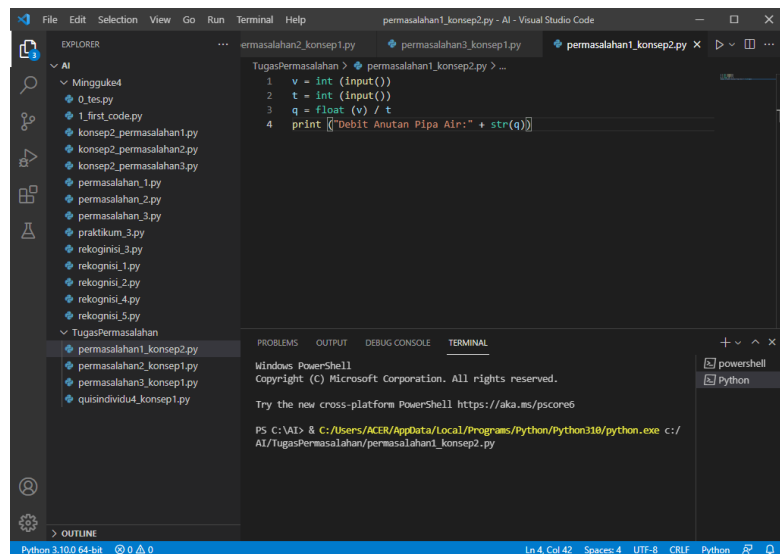 File Edit Selection View Go Run Terminal Help permasalahan1_konsep2.py - AI - Visual Studio Code
EXPLORER
ermasalahan2_konsep1.py permasalahan3_konsep1.py permasalahan1_konsep2.py
3
AI
TugasPermasalahan > permasalahan1_konsep2.py > ...
Mingguke4
0_tes.py
1_first_code.py
konsep2_permasalahan1.py
konsep2_permasalahan2.py
konsep2_permasalahan3.py
permasalahan_1.py
permasalahan_2.py
permasalahan_3.py
praktikum_3.py
rekoginisi_3.py
rekognisi_1.py
rekognisi_2.py
rekognisi_4.py
rekognisi_5.py
TugasPermasalahan
permasalahan1_konsep2.py
permasalahan2_konsep1.py
permasalahan3_konsep1.py
quisindividu4_konsep1.py
OUTLINE
1 v = int (input())
2 t = int (input())
3 q = float (v) / t
4 print ("Debit Anutan Pipa Air:" + str(q))
PROBLEMS OUTPUT DEBUG CONSOLE TERMINAL
Windows PowerShell
Copyright (C) Microsoft Corporation. All rights reserved.
Try the new cross-platform PowerShell https://aka.ms/pscore6
PS C:\AI> & C:/Users/ACER/AppData/Local/Programs/Python/Python310/python.exe c:/
AI/TugasPermasalahan/permasalahan1_konsep2.py
powershell
Python
Python 3.10.0 64-bit 0 0 Ln 4, Col 42 Spaces: 4 UTF-8 CRLF Python